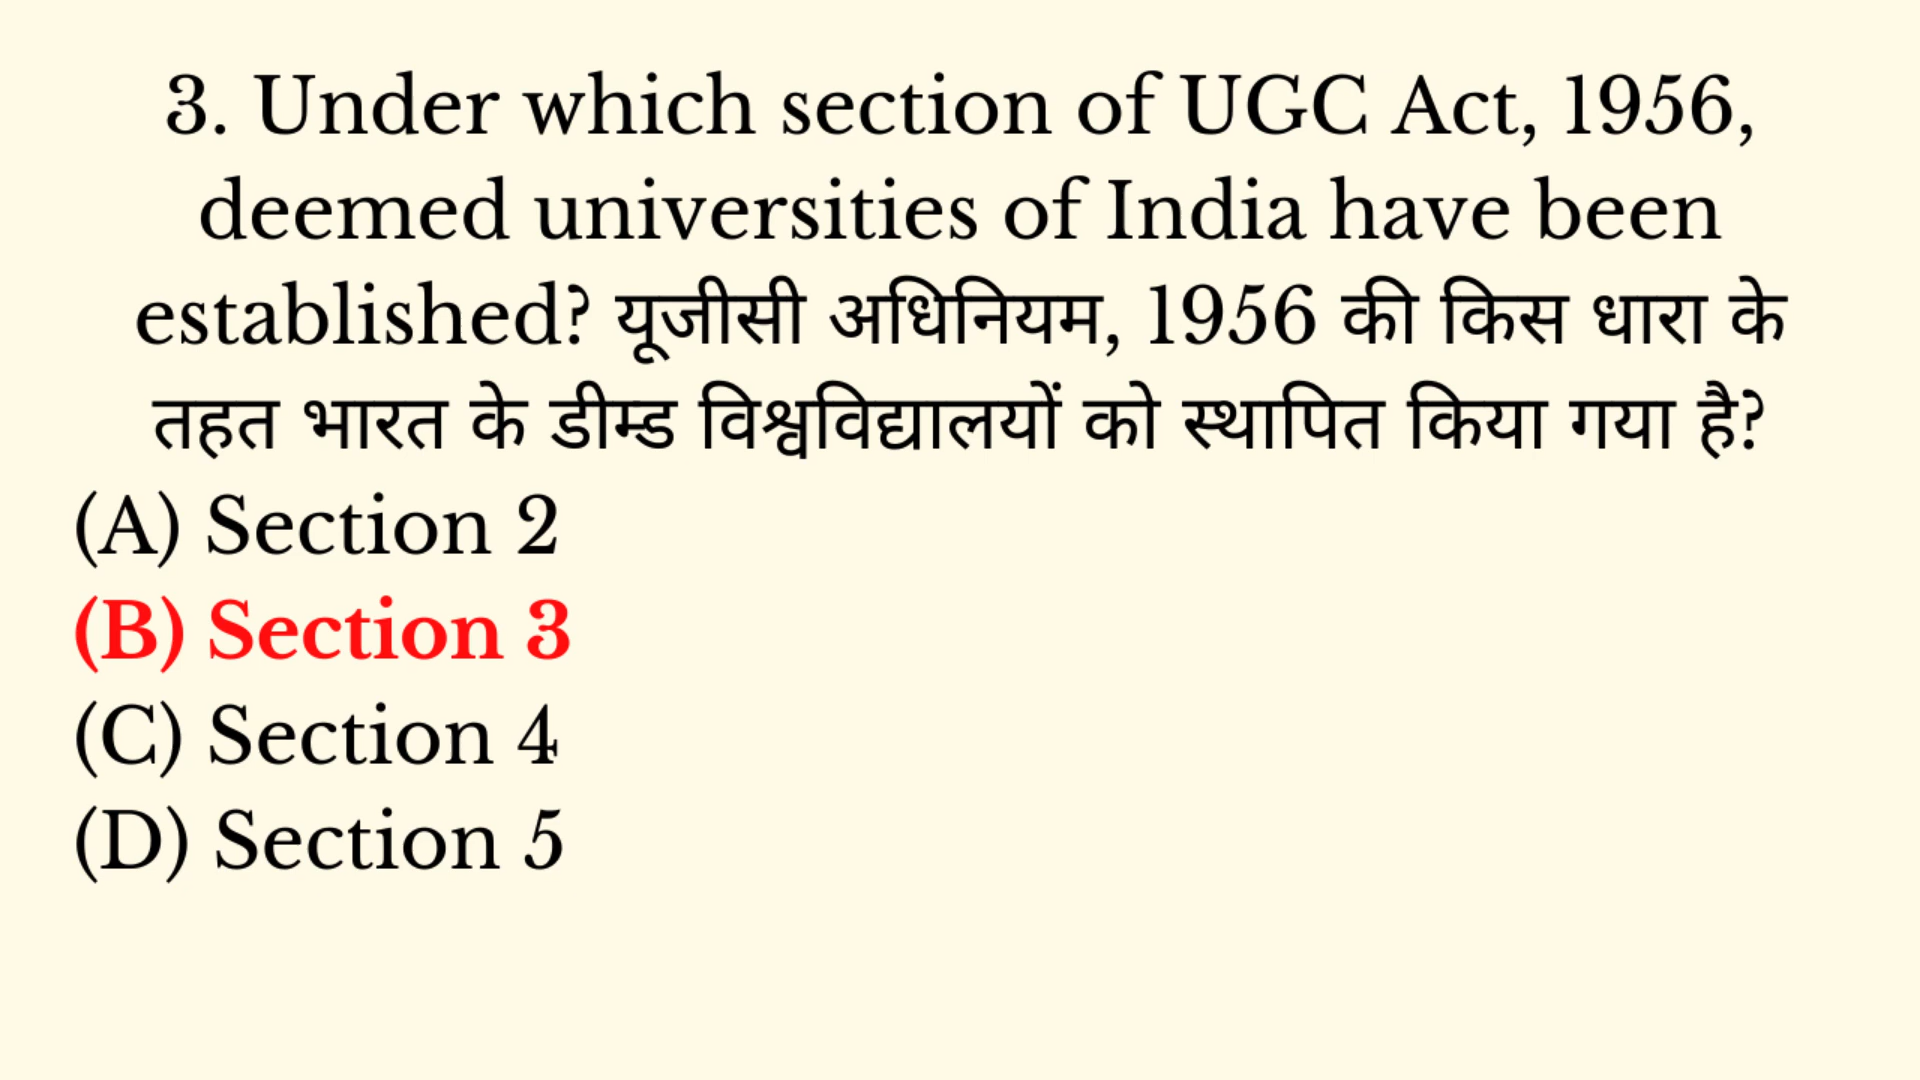 3. Under which section of UGC Act, 1956,
deemed universities of India have been
established? यूजीसी अधिनियम, 1956 की किस धारा के
तहत भारत के डीम्ड विश्वविद्यालयों को स्थापित किया गया है?
(A) Section 2
(B) Section 3
(C) Section 4
(D) Section 5